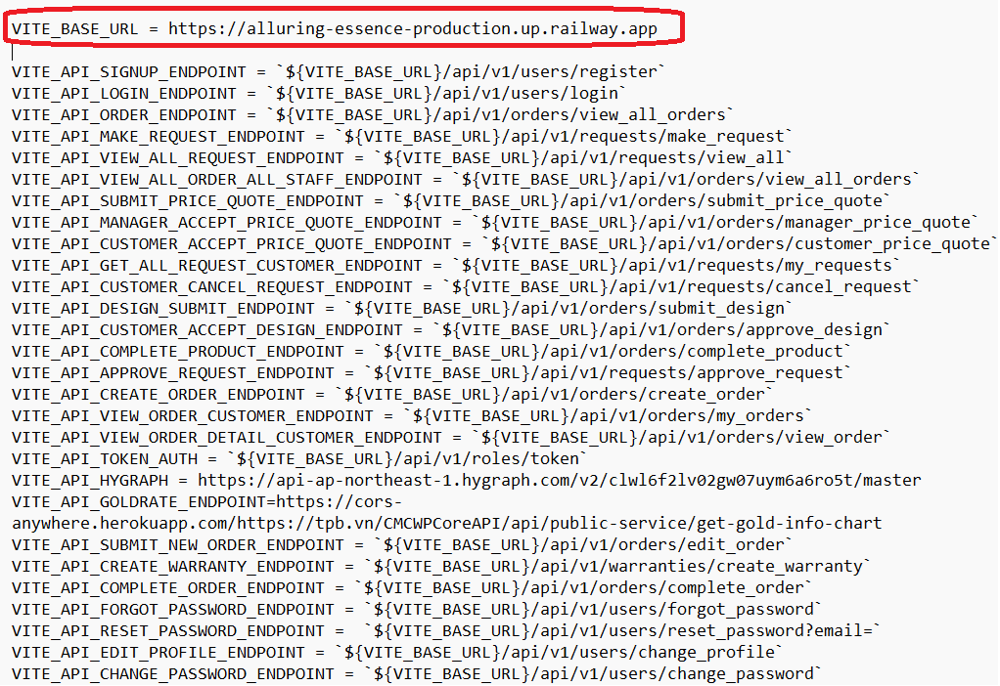 VITE_BASE_URL = https://alluring-essence-production.up.railway.app
VITE_API_SIGNUP_ENDPOINT = `${VITE_BASE_URL}/api/v1/users/register`
VITE_API_LOGIN_ENDPOINT = `${VITE_BASE_URL}/api/v1/users/login`
VITE_API_ORDER_ENDPOINT = `${VITE_BASE_URL}/api/v1/orders/view_all_orders`
VITE_API_MAKE_REQUEST_ENDPOINT = `${VITE_BASE_URL}/api/v1/requests/make_request`
VITE_API_VIEW_ALL_REQUEST_ENDPOINT = `${VITE_BASE_URL}/api/v1/requests/view_all`
VITE_API_VIEW_ALL_ORDER_ALL_STAFF_ENDPOINT = `${VITE_BASE_URL}/api/v1/orders/view_all_orders`
VITE_API_SUBMIT_PRICE_QUOTE_ENDPOINT = `${VITE_BASE_URL}/api/v1/orders/submit_price_quote`
VITE_API_MANAGER_ACCEPT_PRICE_QUOTE_ENDPOINT = `${VITE_BASE_URL}/api/v1/orders/manager_price_quote`
VITE_API_CUSTOMER_ACCEPT_PRICE_QUOTE_ENDPOINT = `${VITE_BASE_URL}/api/v1/orders/customer_price_quote`
VITE_API_GET_ALL_REQUEST_CUSTOMER_ENDPOINT = `${VITE_BASE_URL}/api/v1/requests/my_requests`
VITE_API_CUSTOMER_CANCEL_REQUEST_ENDPOINT = `${VITE_BASE_URL}/api/v1/requests/cancel_request`
VITE_API_DESIGN_SUBMIT_ENDPOINT = `${VITE_BASE_URL}/api/v1/orders/submit_design`
VITE_API_CUSTOMER_ACCEPT_DESIGN_ENDPOINT = `${VITE_BASE_URL}/api/v1/orders/approve_design`
VITE_API_COMPLETE_PRODUCT_ENDPOINT = `${VITE_BASE_URL}/api/v1/orders/complete_product`
VITE_API_APPROVE_REQUEST_ENDPOINT = `${VITE_BASE_URL}/api/v1/requests/approve_request`
VITE_API_CREATE_ORDER_ENDPOINT = `${VITE_BASE_URL}/api/v1/orders/create_order`
VITE_API_VIEW_ORDER_CUSTOMER_ENDPOINT = `${VITE_BASE_URL}/api/v1/orders/my_orders`
VITE_API_VIEW_ORDER_DETAIL_CUSTOMER_ENDPOINT = `${VITE_BASE_URL}/api/v1/orders/view_order`
VITE_API_TOKEN_AUTH = `${VITE_BASE_URL}/api/v1/roles/token`
VITE_API_HYGRAPH = https://api-ap-northeast-1.hygraph.com/v2/clwl6f2lv02gw07uym6a6ro5t/master
VITE_API_GOLDRATE_ENDPOINT=https://cors-
anywhere.herokuapp.com/https://tpb.vn/CMCWPCoreAPI/api/public-service/get-gold-info-chart
VITE_API_SUBMIT_NEW_ORDER_ENDPOINT = `${VITE_BASE_URL}/api/v1/orders/edit_order`
VITE_API_CREATE_WARRANTY_ENDPOINT = `${VITE_BASE_URL}/api/v1/warranties/create_warranty`
VITE_API_COMPLETE_ORDER_ENDPOINT = `${VITE_BASE_URL}/api/v1/orders/complete_order`
VITE_API_FORGOT_PASSWORD_ENDPOINT = `${VITE_BASE_URL}/api/v1/users/forgot_password`
VITE_API_RESET_PASSWORD_ENDPOINT =  `${VITE_BASE_URL}/api/v1/users/reset_password?email=`
VITE_API_EDIT_PROFILE_ENDPOINT = `${VITE_BASE_URL}/api/v1/users/change_profile`
VITE_API_CHANGE_PASSWORD_ENDPOINT = `${VITE_BASE_URL}/api/v1/users/change_password`